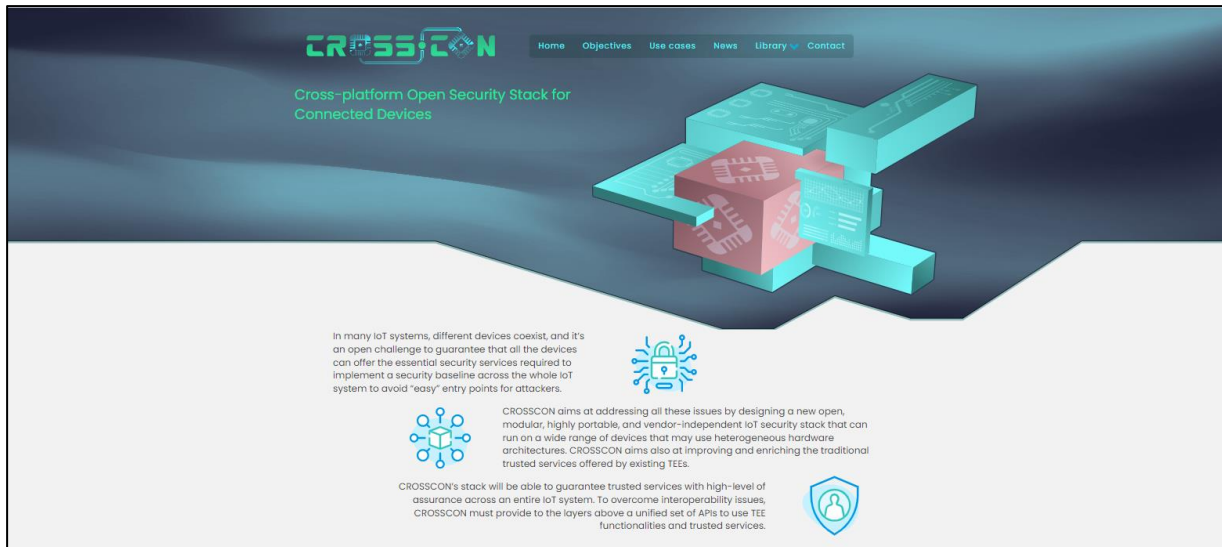 CROSSCON
Home Objectives Use cases News Library Contact
Cross-platform Open Security Stack for
Connected Devices
In many IoT systems, different devices coexist, and it's
an open challenge to guarantee that all the devices
can offer the essential security services required to
implement a security baseline across the whole IoT
system to avoid “easy” entry points for attackers.
CROSSCON aims at addressing all these issues by designing a new open,
modular, highly portable, and vendor-independent IoT security stack that can
run on a wide range of devices that may use heterogeneous hardware
architectures. CROSSCON aims also at improving and enriching the traditional
trusted services offered by existing TEEs.
CROSSCON's stack will be able to guarantee trusted services with high-level of
assurance across an entire IoT system. To overcome interoperability issues,
CROSSCON must provide to the layers above a unified set of APIs to use TEE
functionalities and trusted services.